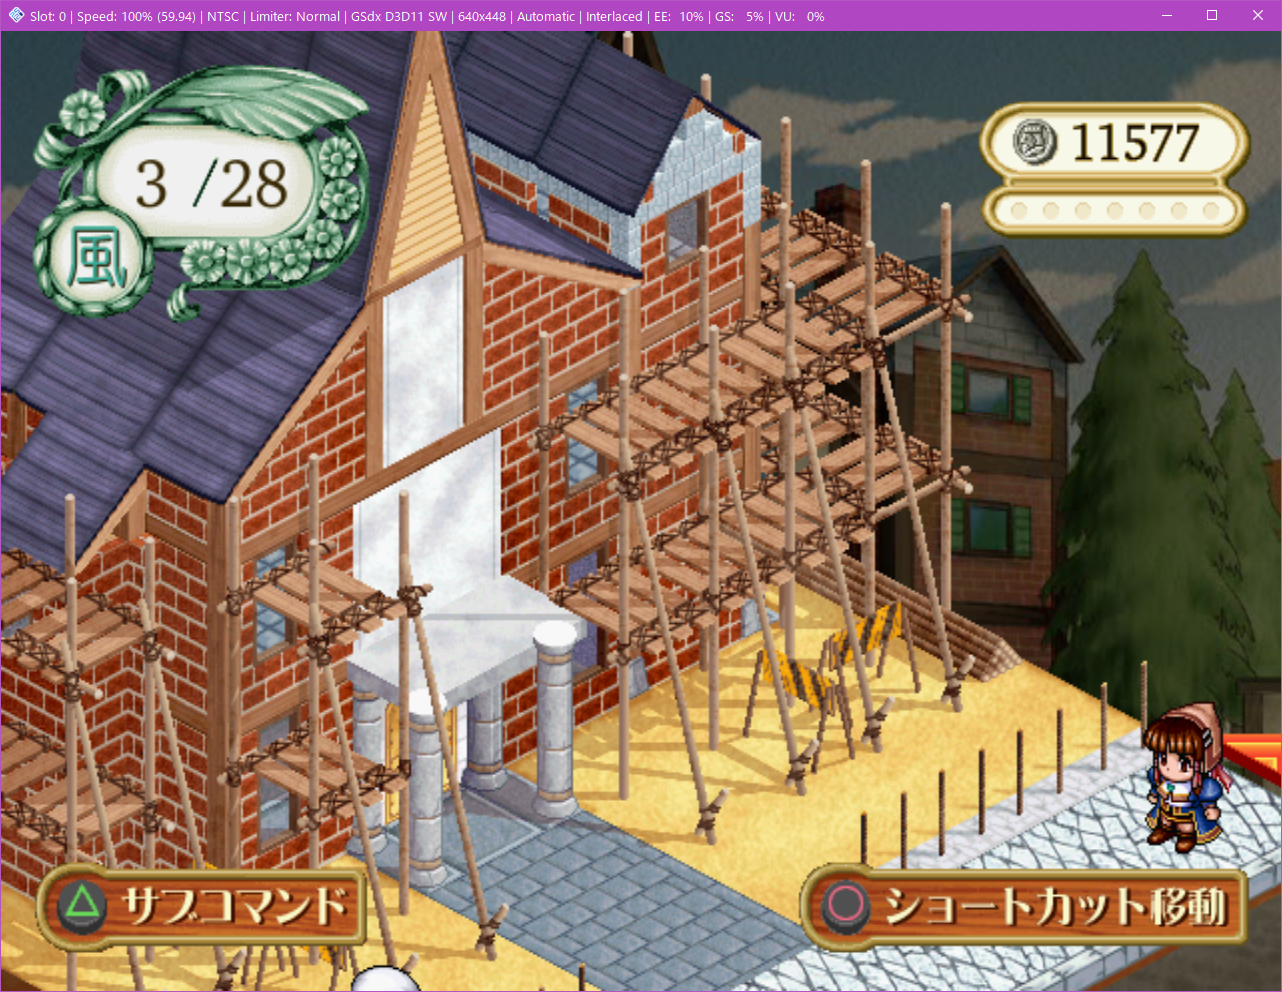 Slot: 0 | Speed: 100% (59.94) | NTSC | Limiter: Normal | GSdx D3D11 SW | 640x448 | Automatic | Interlaced | EE: 10% | GS: 5% | VU: 0%
3 /28
風
11577
サブコマンド
ショートカット移動